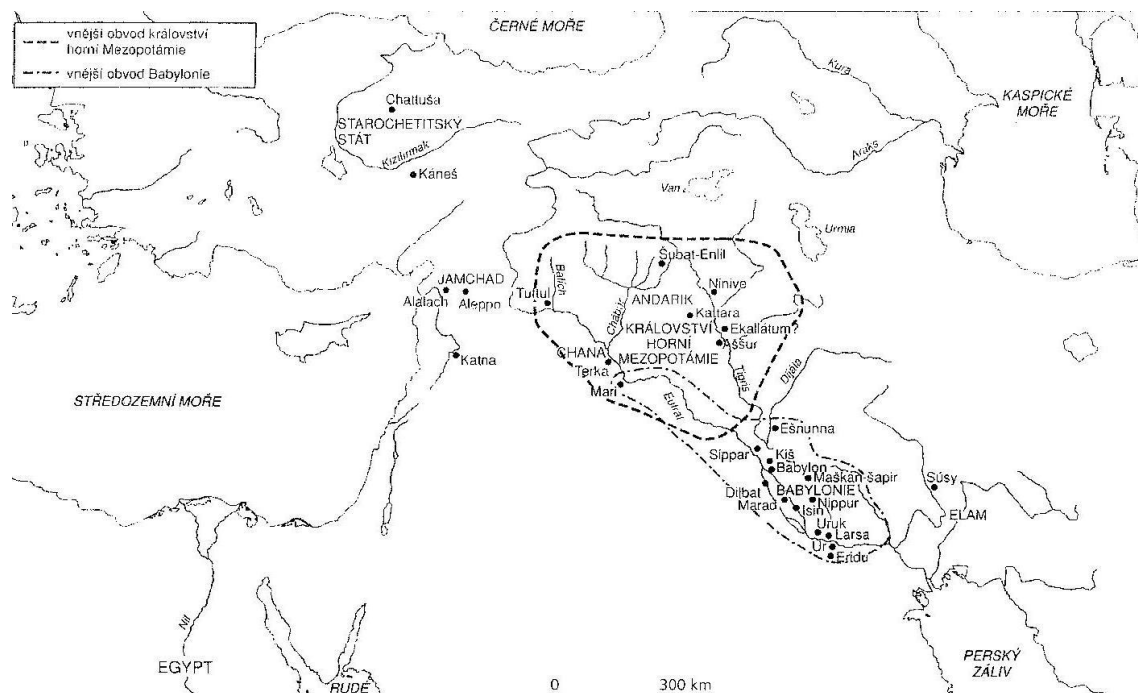 vnější obvod království
horní Mezopotámie
vnější obvod Babylonie
ČERNÉ MOŘE
Kura
KASPICKÉ
MOŘE
Chattuša
STAROCHETITSKÝ
STÁT
Kizilirmak
Araks
Káneš
Van
Urmia
Šubat-Enlil
Balích
JAMCHAD
Ninive
Alalach
Aleppo
Tuttul
Chábúr
ANDARIK
Kattara
KRÁLOVSTVÍ
HORNÍ
MEZOPOTÁMIE
Ekallátum?
Aššur
Katna
CHANA
Terka
Mari
Tigris
Dijála
STŘEDOZEMNÍ MOŘE
Eufrat
Ešnunna
Sippar
Kiš
Babylon
Maškan-šapir
Súsy
Dilbat
BABYLONIE
Marad
Nippur
Isin
ELAM
Uruk
Larsa
Ur
Eridu
Nil
EGYPT
RUDÉ
PERSKÝ
ZÁLIV
0 300 km